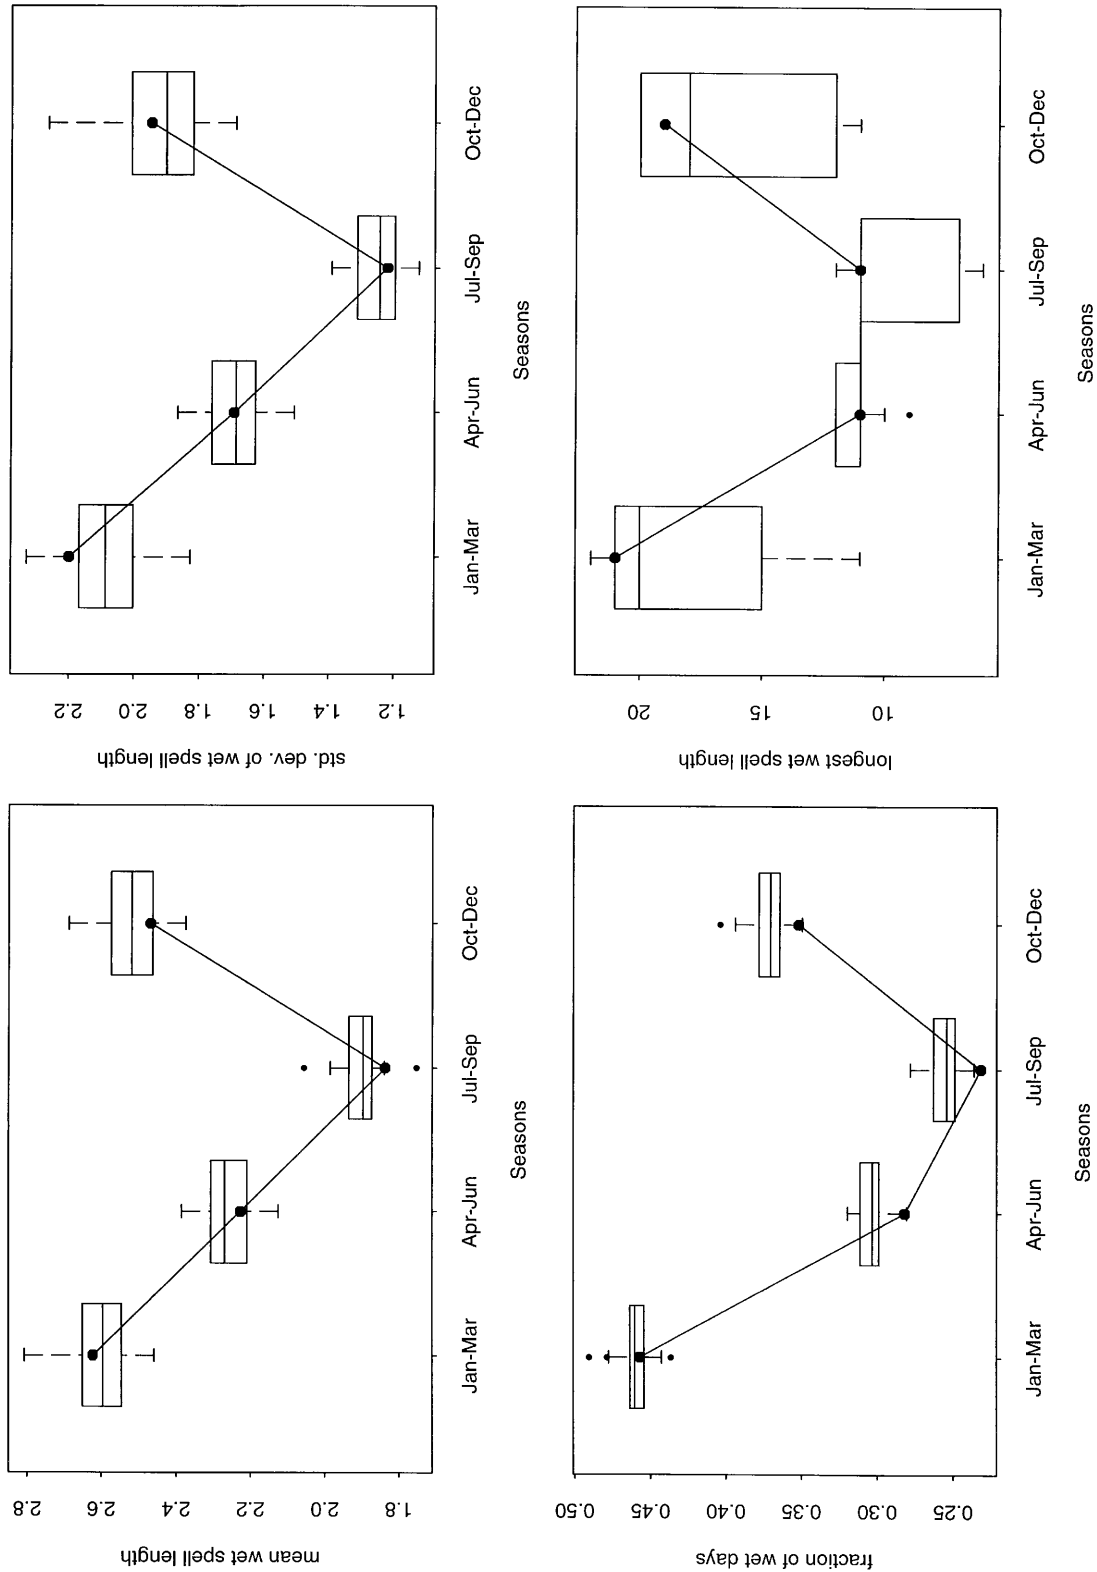 std. dev. of wet spell length
2.2
2.0
1.8
1.6
1.4
1.2
Jan-Mar
Apr-Jun
Jul-Sep
Oct-Dec
Seasons
longest wet spell length
20
15
10
Jan-Mar
Apr-Jun
Jul-Sep
Oct-Dec
Seasons
mean wet spell length
2.8
2.6
2.4
2.2
2.0
1.8
Jan-Mar
Apr-Jun
Jul-Sep
Oct-Dec
Seasons
fraction of wet days
0.50
0.45
0.40
0.35
0.30
0.25
Jan-Mar
Apr-Jun
Jul-Sep
Oct-Dec
Seasons